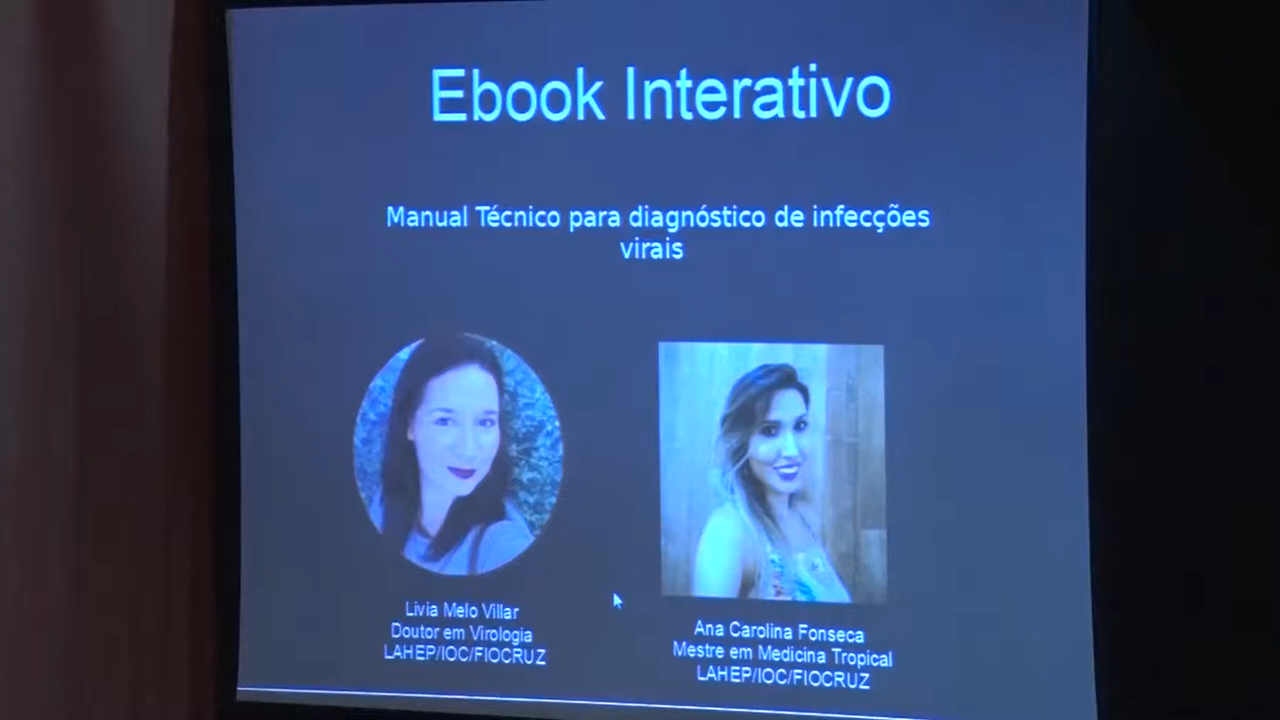 Ebook Interativo
Manual Técnico para diagnóstico de infecções
virais
Livia Melo Villar
Doutor em Virologia
LAHEP/IOC/FIOCRUZ
Ana Carolina Fonseca
Mestre em Medicina Tropical
LAHEP/IOC/FIOCRUZ